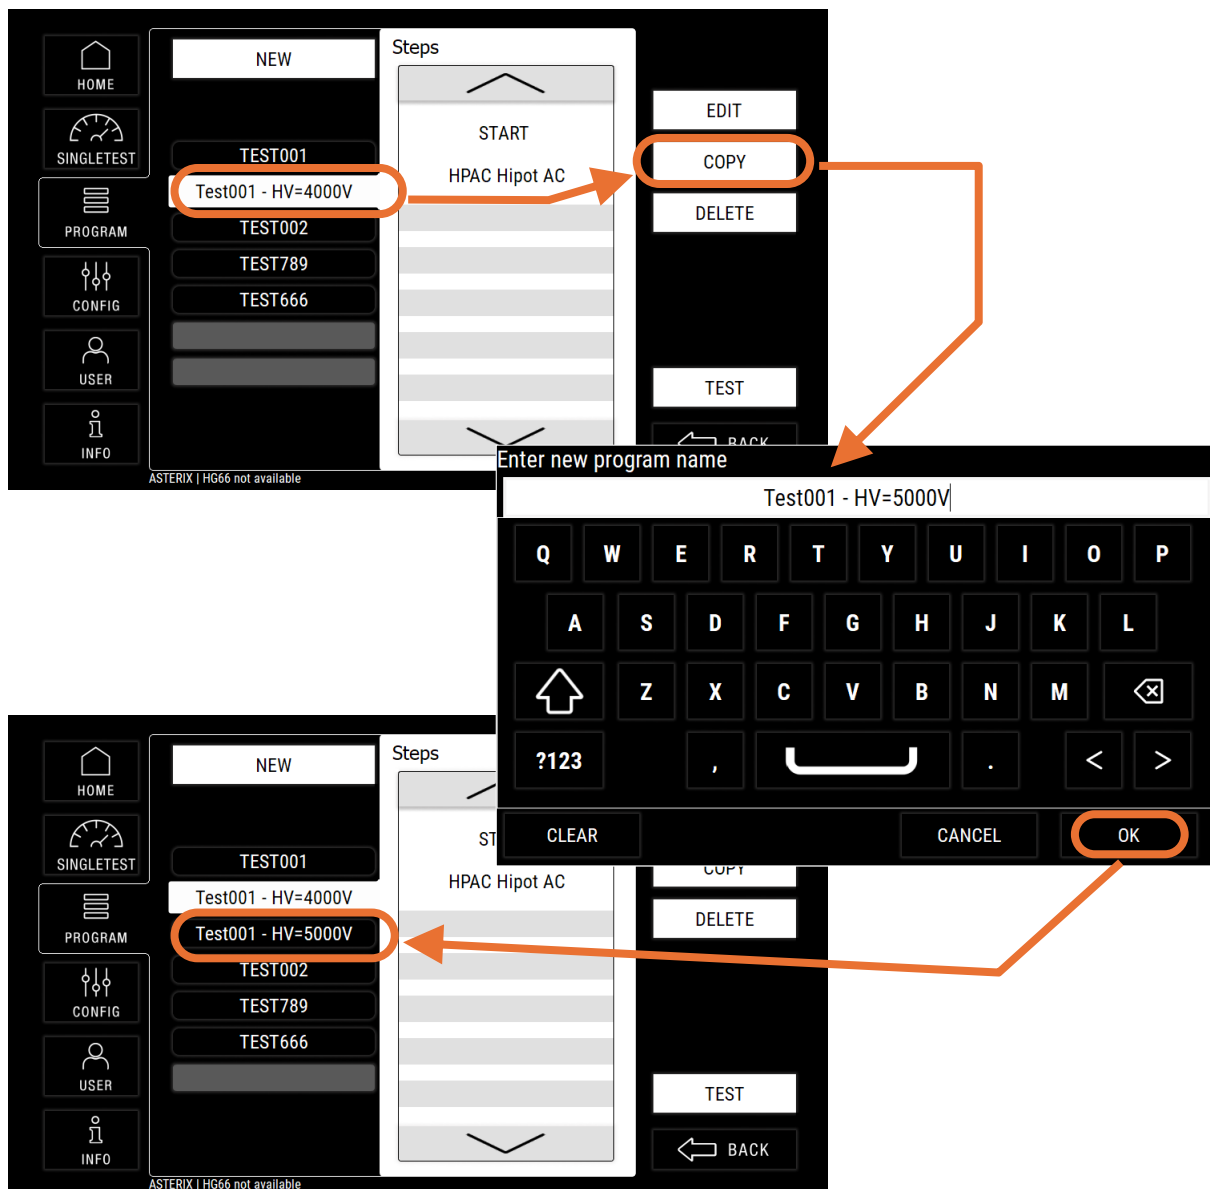 HOME
SINGLETEST
PROGRAM
CONFIG
USER
INFO
NEW
TEST001
Test001 - HV=4000V
TEST002
TEST789
TEST666
Steps
START
HPAC Hipot AC
EDIT
COPY
DELETE
TEST
BACK
ASTERIX | HG66 not available
Enter new program name
Test001 - HV=5000V
Q W E R T Y U I O P
A S D F G H J K L
Z X C V B N M
?123 , . < >
CLEAR CANCEL OK
HOME
SINGLETEST
PROGRAM
CONFIG
USER
INFO
NEW
TEST001
Test001 - HV=4000V
Test001 - HV=5000V
TEST002
TEST789
TEST666
Steps
ST
HPAC Hipot AC
COPY
DELETE
TEST
BACK
ASTERIX | HG66 not available